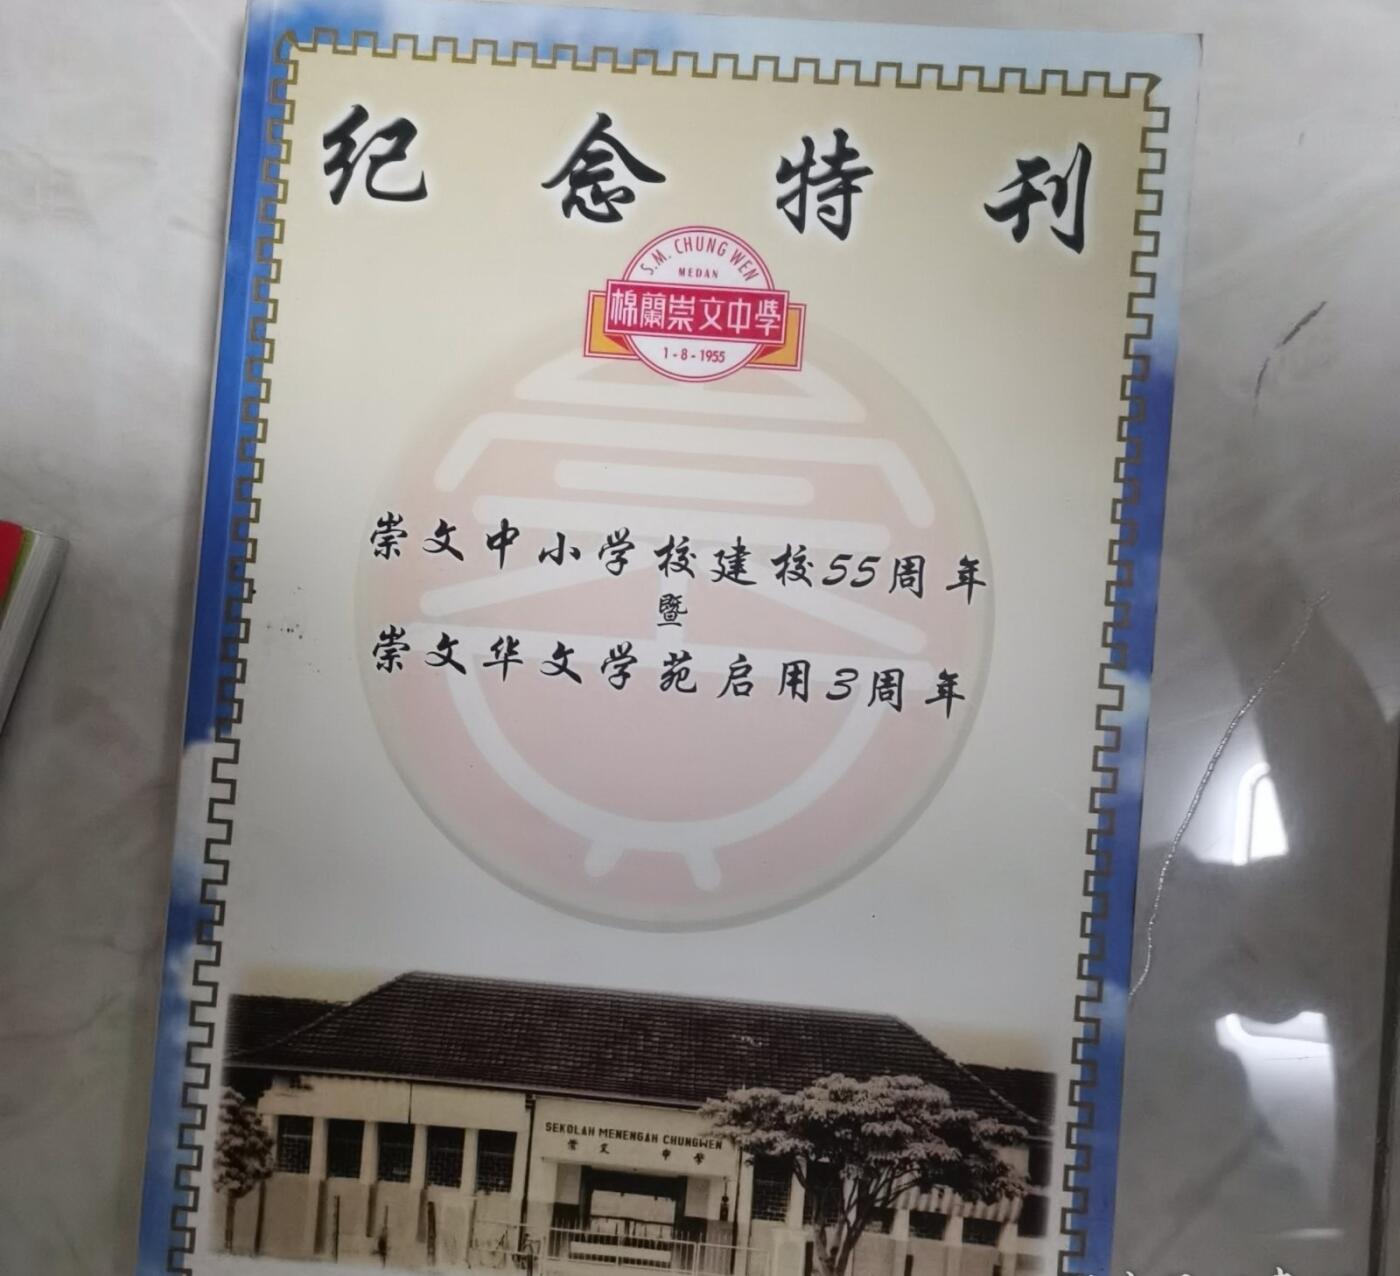 纪念特刊
S.M. CHUNG WEN
MEDAN
棉蘭崇文中學
1-8-1955
崇文中小学校建校55周年
暨
崇文华文学苑启用3周年
SEKOLAH MENENGAH CHUNGWEN
崇文 中學